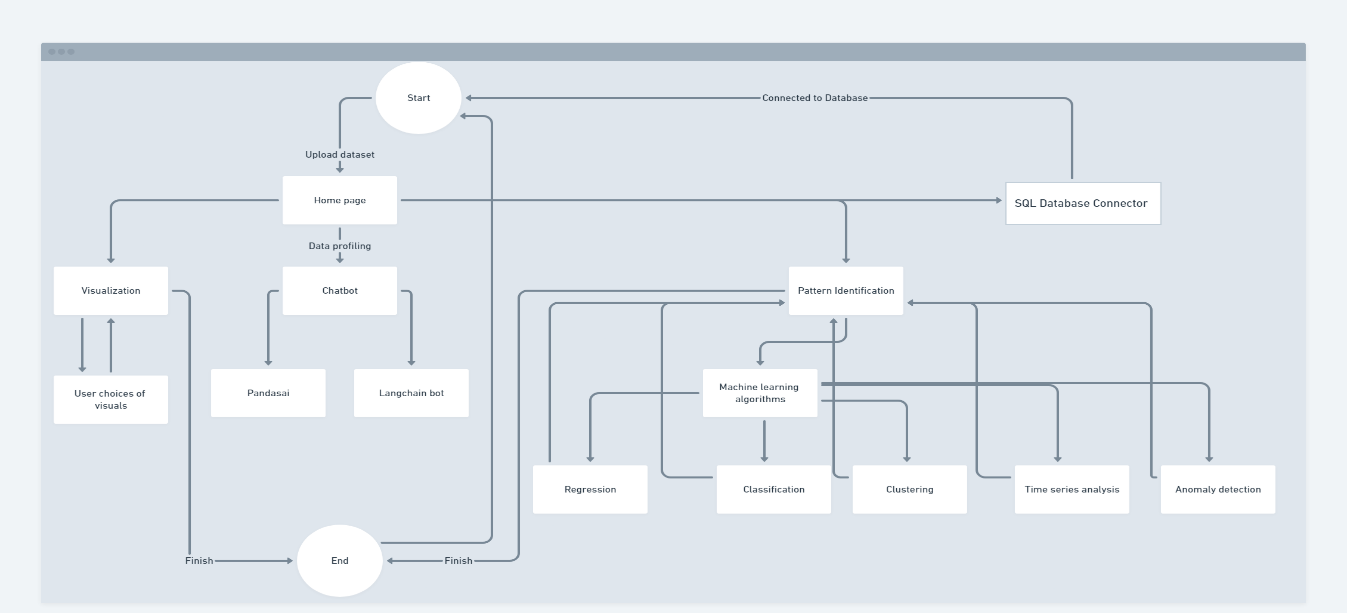 Start
Connected to Database
Upload dataset
Home page
SQL Database Connector
Data profiling
Visualization
Chatbot
Pattern Identification
User choices of
visuals
Pandasai
Langchain bot
Machine learning
algorithms
Regression
Classification
Clustering
Time series analysis
Anomaly detection
Finish
End
Finish